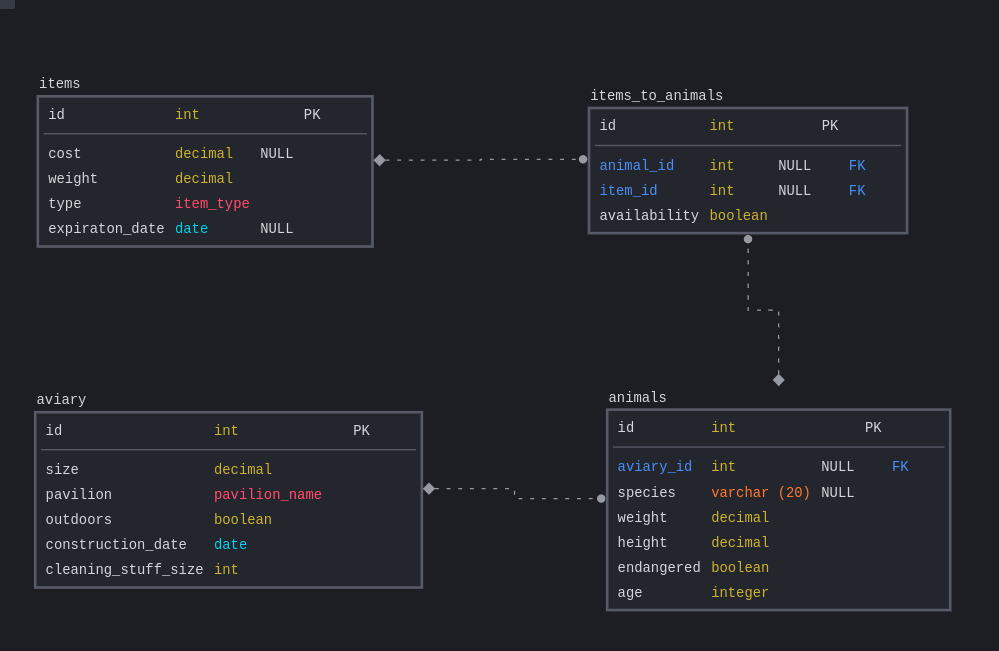 items
id int PK
cost decimal NULL
weight decimal
type item_type
expiraton_date date NULL
items_to_animals
id int PK
animal_id int NULL FK
item_id int NULL FK
availability boolean
aviary
id int PK
size decimal
pavilion pavilion_name
outdoors boolean
construction_date date
cleaning_stuff_size int
animals
id int PK
aviary_id int NULL FK
species varchar (20) NULL
weight decimal
height decimal
endangered boolean
age integer